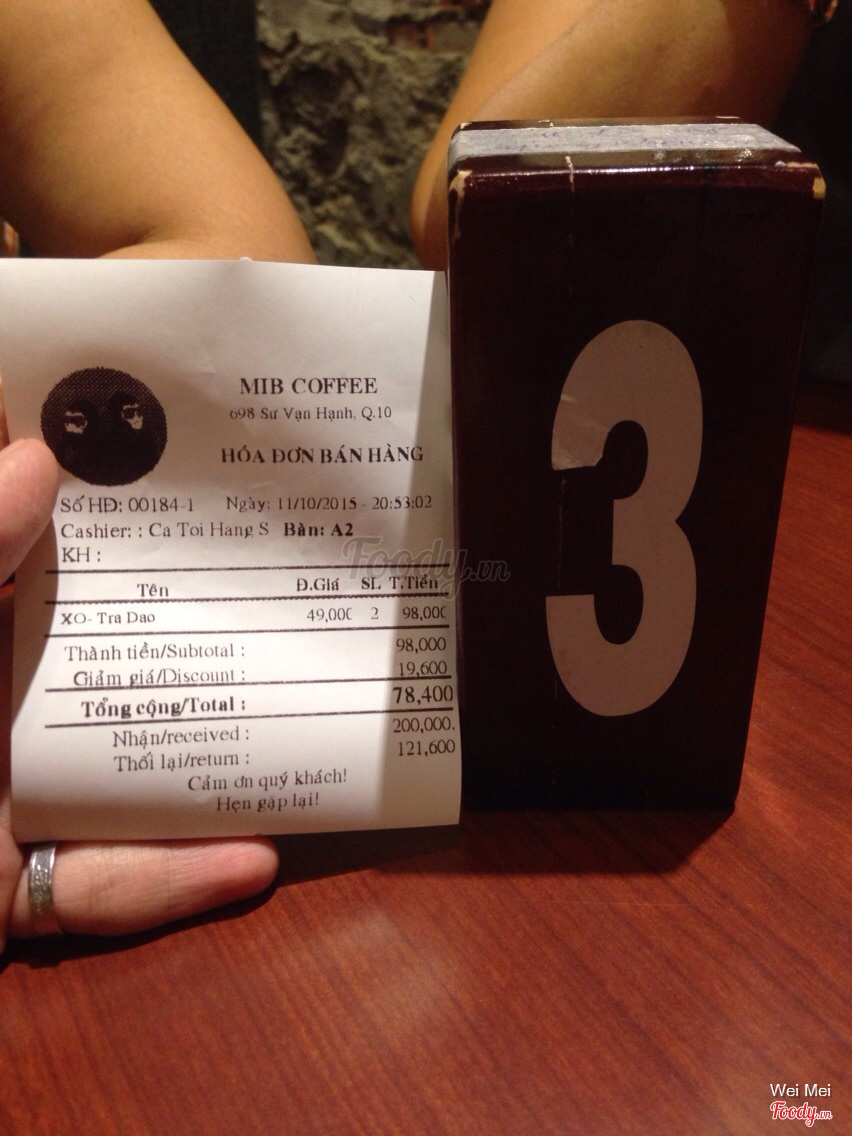 MIB COFFEE
698 Sư Vạn Hạnh, Q.10
HÓA ĐƠN BÁN HÀNG
Số HĐ: 00184-1 Ngày: 11/10/2015 - 20:53:02
Cashier: : Ca Toi Hang S Bàn: A2
KH :
Tên Đ.Giá SL T.Tiền
XO- Tra Dao 49,000 2 98,000
Thành tiền/Subtotal : 98,000
Giảm giá/Discount : 19,600
Tổng cộng/Total : 78,400
Nhận/received : 200,000.
Thối lại/return : 121,600
Cảm ơn quý khách!
Hẹn gặp lại!
3
Foody.vn
Wei Mei
Foody.vn